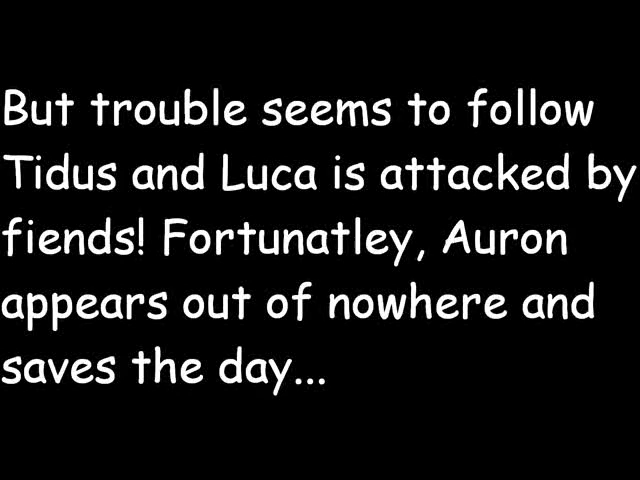 But trouble seems to follow
Tidus and Luca is attacked by
fiends! Fortunatley, Auron
appears out of nowhere and
saves the day...